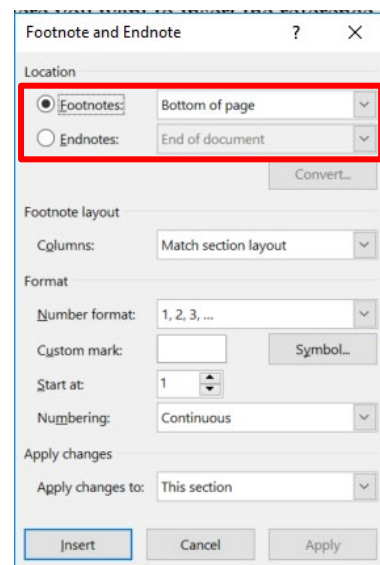 Footnote and Endnote ? ×
Location
Footnotes: Bottom of page
Endnotes: End of document
Convert...
Footnote layout
Columns: Match section layout
Format
Number format: 1, 2, 3, ...
Custom mark: Symbol...
Start at: 1
Numbering: Continuous
Apply changes
Apply changes to: This section
Insert Cancel Apply